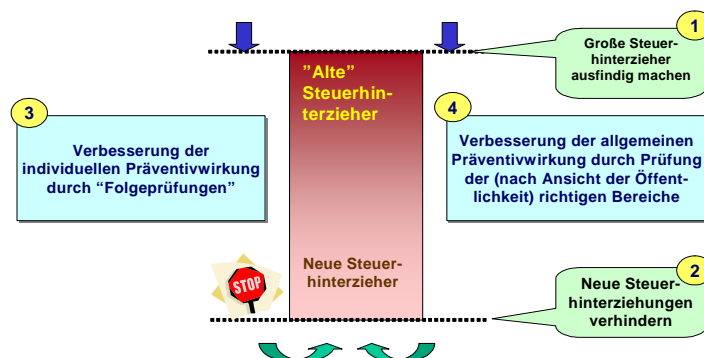 1
Große Steuer-
hinterzieher
ausfindig machen
”Alte”
Steuerhin-
terzieher
3
Verbesserung der
individuellen Präventivwirkung
durch “Folgeprüfungen”
4
Verbesserung der allgemeinen
Präventivwirkung durch Prüfung
der (nach Ansicht der Öffent-
lichkeit) richtigen Bereiche
Neue Steuer-
hinterzieher
STOP
2
Neue Steuer-
hinterziehungen
verhindern